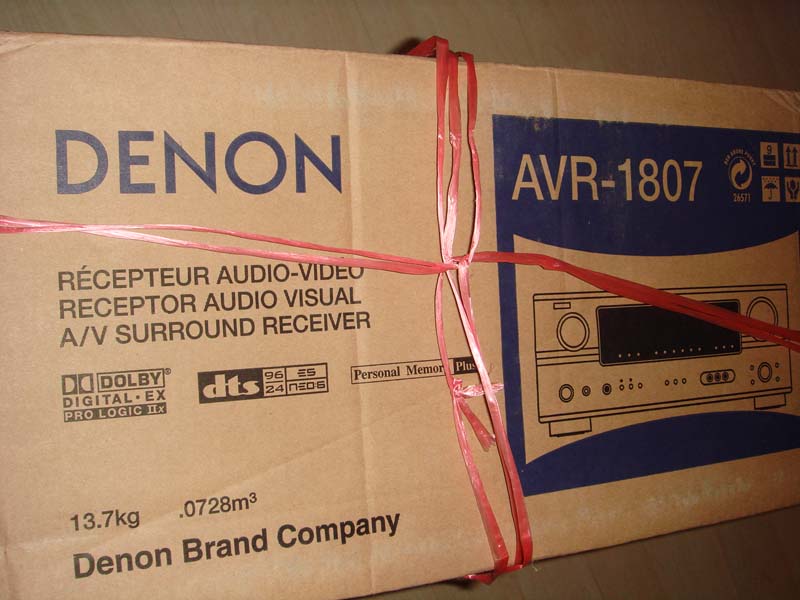 DENON
AVR-1807
26571
RÉCEPTEUR AUDIO-VIDEO
RECEPTOR AUDIO VISUAL
A/V SURROUND RECEIVER
DOLBY
DIGITAL·EX
PRO LOGIC IIx
dts 96 24 ES NEO:6
Personal Memory Plus
13.7kg .0728m³
Denon Brand Company